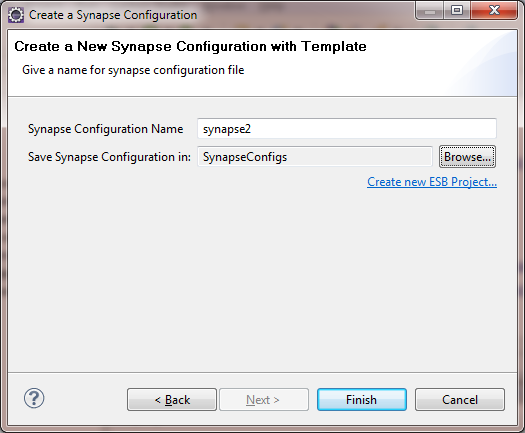 Create a Synapse Configuration
Create a New Synapse Configuration with Template
Give a name for synapse configuration file
Synapse Configuration Name synapse2
Save Synapse Configuration in: SynapseConfigs Browse...
Create new ESB Project...
? < Back Next > Finish Cancel